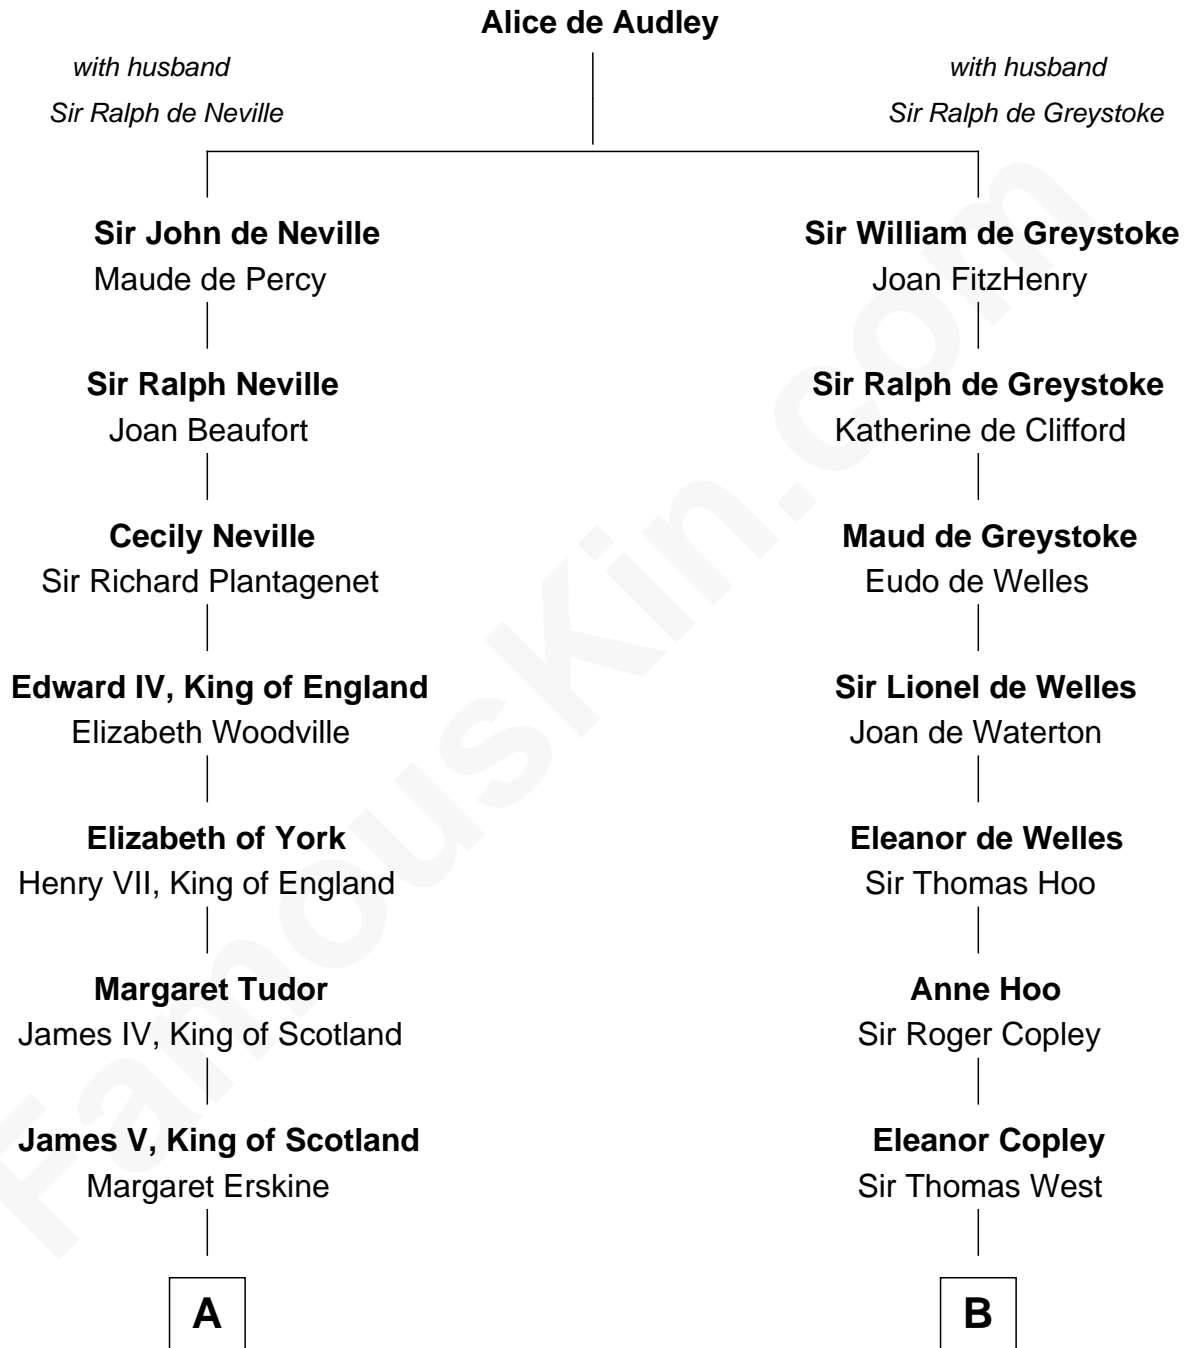 Alice de Audley
with husband
Sir Ralph de Neville
with husband
Sir Ralph de Greystoke
Sir John de Neville
Maude de Percy
Sir William de Greystoke
Joan FitzHenry
Sir Ralph Neville
Joan Beaufort
Sir Ralph de Greystoke
Katherine de Clifford
Cecily Neville
Sir Richard Plantagenet
Maud de Greystoke
Eudo de Welles
Edward IV, King of England
Elizabeth Woodville
Sir Lionel de Welles
Joan de Waterton
Elizabeth of York
Henry VII, King of England
Eleanor de Welles
Sir Thomas Hoo
Margaret Tudor
James IV, King of Scotland
Anne Hoo
Sir Roger Copley
James V, King of Scotland
Margaret Erskine
Eleanor Copley
Sir Thomas West
A
B
FamousKin.com